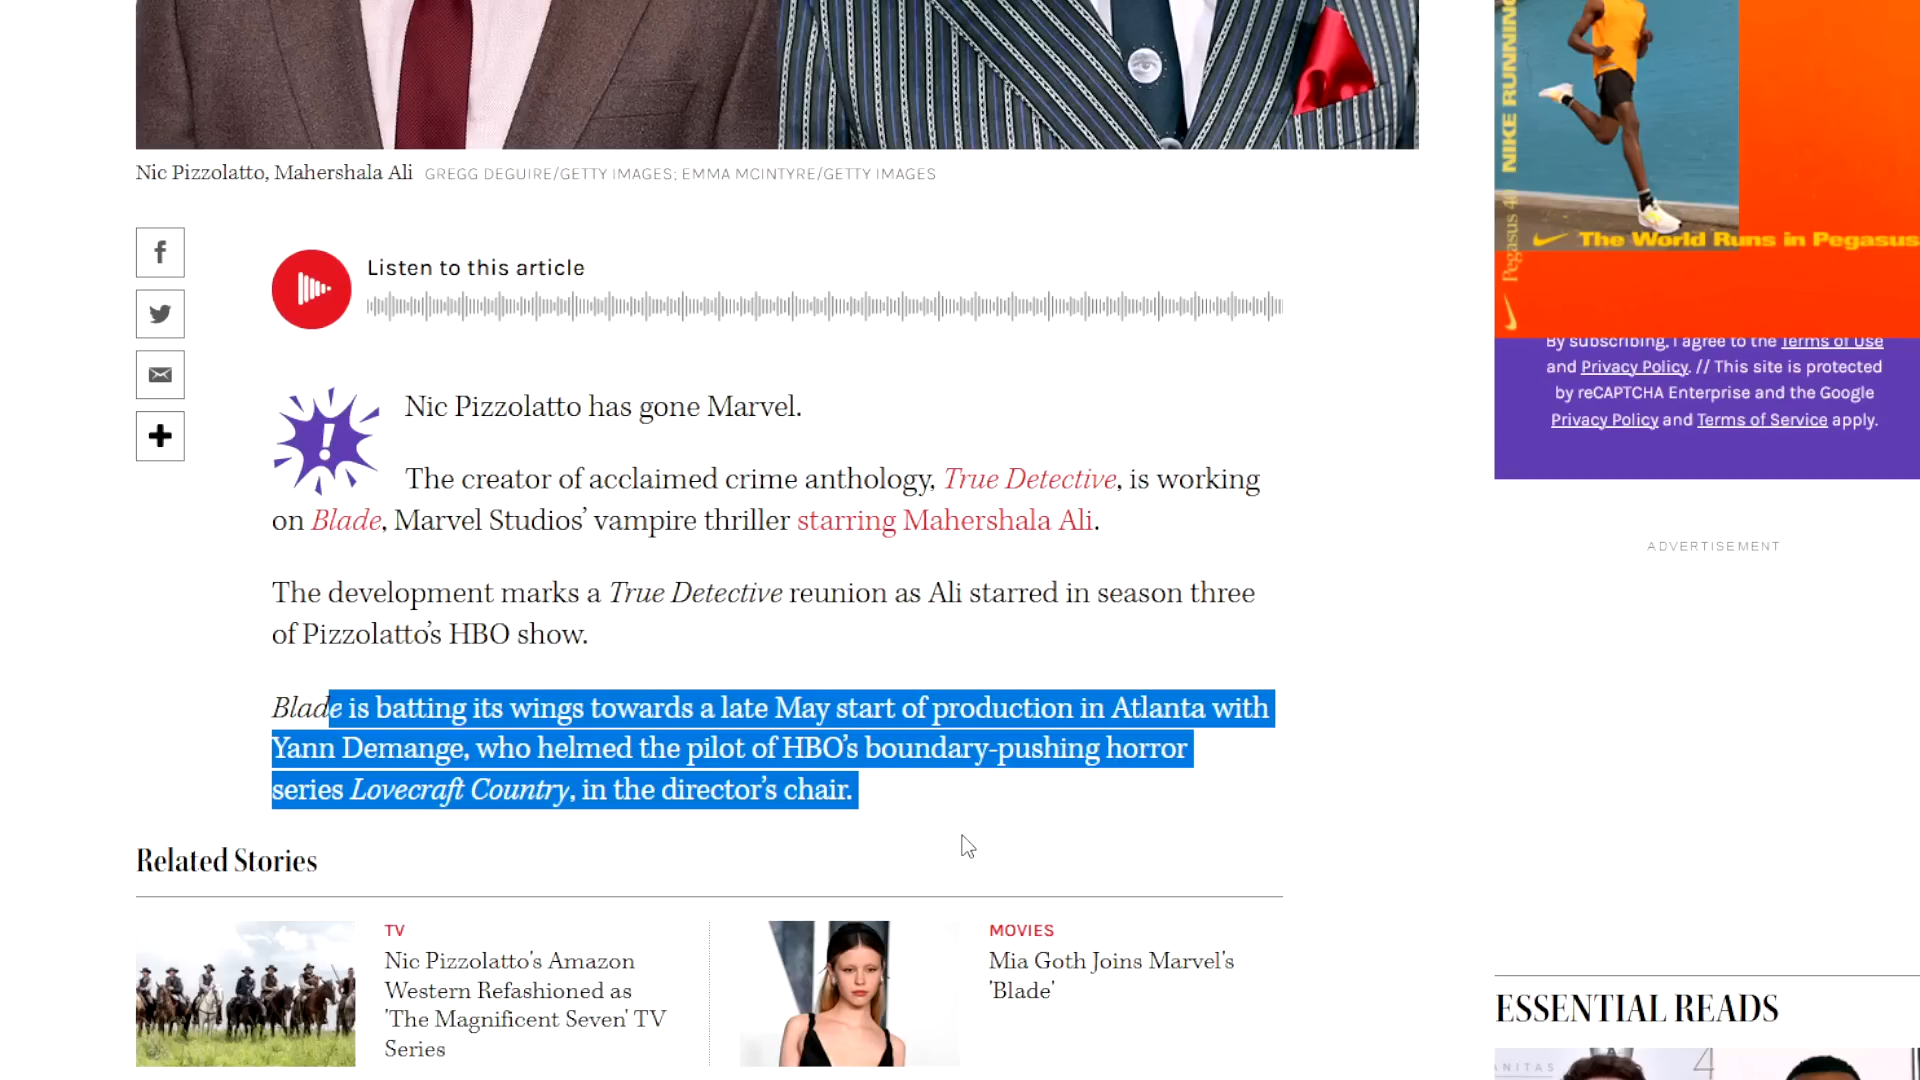 NIKE RUNNING
Pegasus 40
The World Runs in Pegasus
Nic Pizzolatto, Mahershala Ali GREGG DEGUIRE/GETTY IMAGES; EMMA MCINTYRE/GETTY IMAGES
Listen to this article
By subscribing, I agree to the Terms of Use
and Privacy Policy. // This site is protected
by reCAPTCHA Enterprise and the Google
Privacy Policy and Terms of Service apply.
Nic Pizzolatto has gone Marvel.
The creator of acclaimed crime anthology, True Detective, is working
on Blade, Marvel Studios’ vampire thriller starring Mahershala Ali.
ADVERTISEMENT
The development marks a True Detective reunion as Ali starred in season three
of Pizzolatto’s HBO show.
Blade is batting its wings towards a late May start of production in Atlanta with
Yann Demange, who helmed the pilot of HBO’s boundary-pushing horror
series Lovecraft Country, in the director’s chair.
Related Stories
TV
Nic Pizzolatto's Amazon
Western Refashioned as
'The Magnificent Seven' TV
Series
MOVIES
Mia Goth Joins Marvel's
'Blade'
ESSENTIAL READS